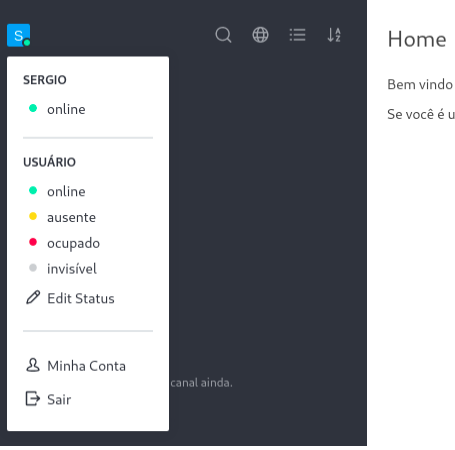 S
A
Z
Home
SERGIO
online
Bem vindo
Se você é u
USUÁRIO
online
ausente
ocupado
invisível
Edit Status
Minha Conta
canal ainda.
Sair